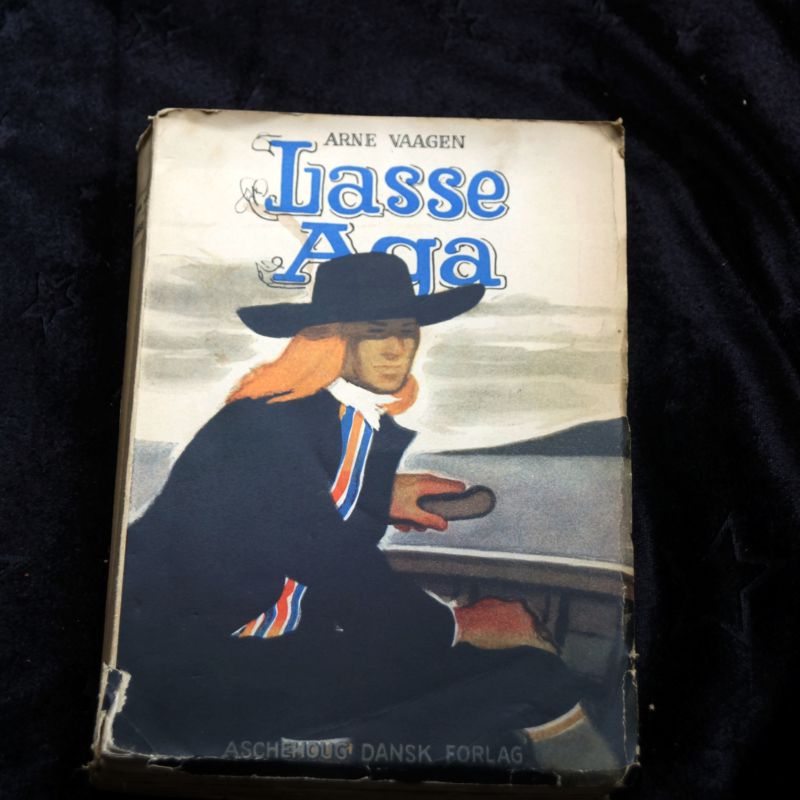 ARNE VAAGEN
Lasse
Aga
ASCHEHOUG DANSK FORLAG